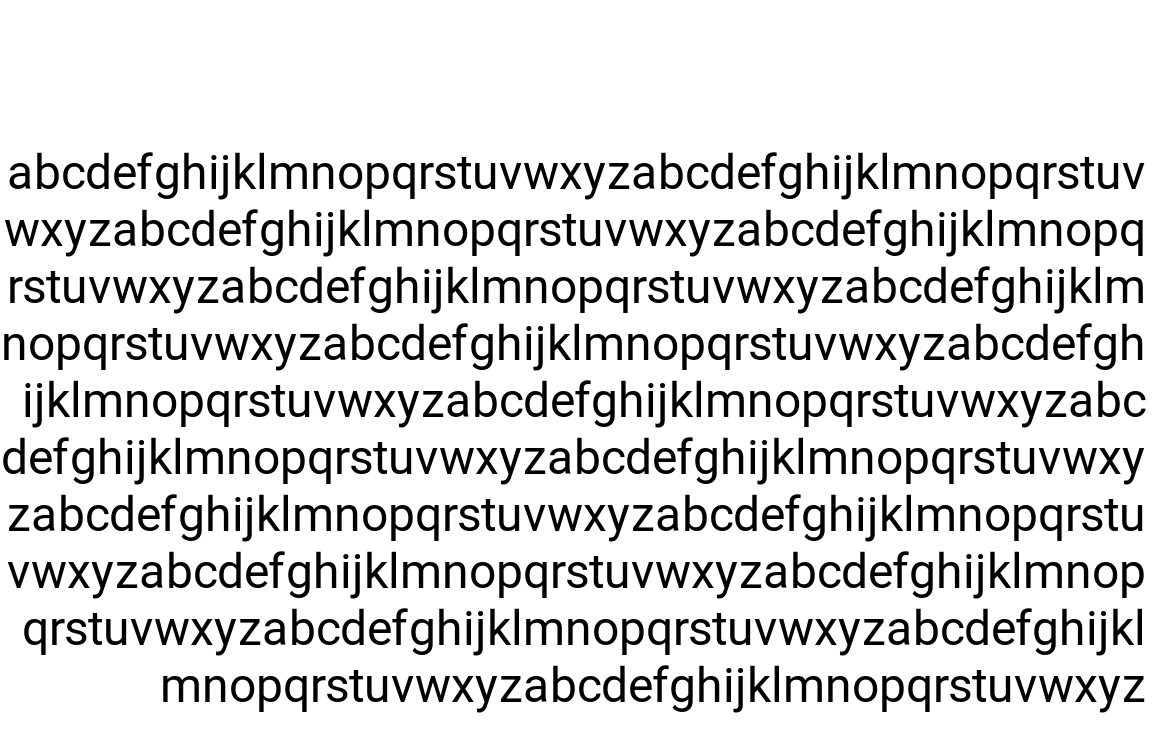 abcdefghijklmnopqrstuvwxyzabcdefghijklmnopqrstuv
wxyzabcdefghijklmnopqrstuvwxyzabcdefghijklmnopq
rstuvwxyzabcdefghijklmnopqrstuvwxyzabcdefghijklm
nopqrstuvwxyzabcdefghijklmnopqrstuvwxyzabcdefgh
ijklmnopqrstuvwxyzabcdefghijklmnopqrstuvwxyzabc
defghijklmnopqrstuvwxyzabcdefghijklmnopqrstuvwxy
zabcdefghijklmnopqrstuvwxyzabcdefghijklmnopqrstu
vwxyzabcdefghijklmnopqrstuvwxyzabcdefghijklmnop
qrstuvwxyzabcdefghijklmnopqrstuvwxyzabcdefghijkl
mnopqrstuvwxyzabcdefghijklmnopqrstuvwxyz